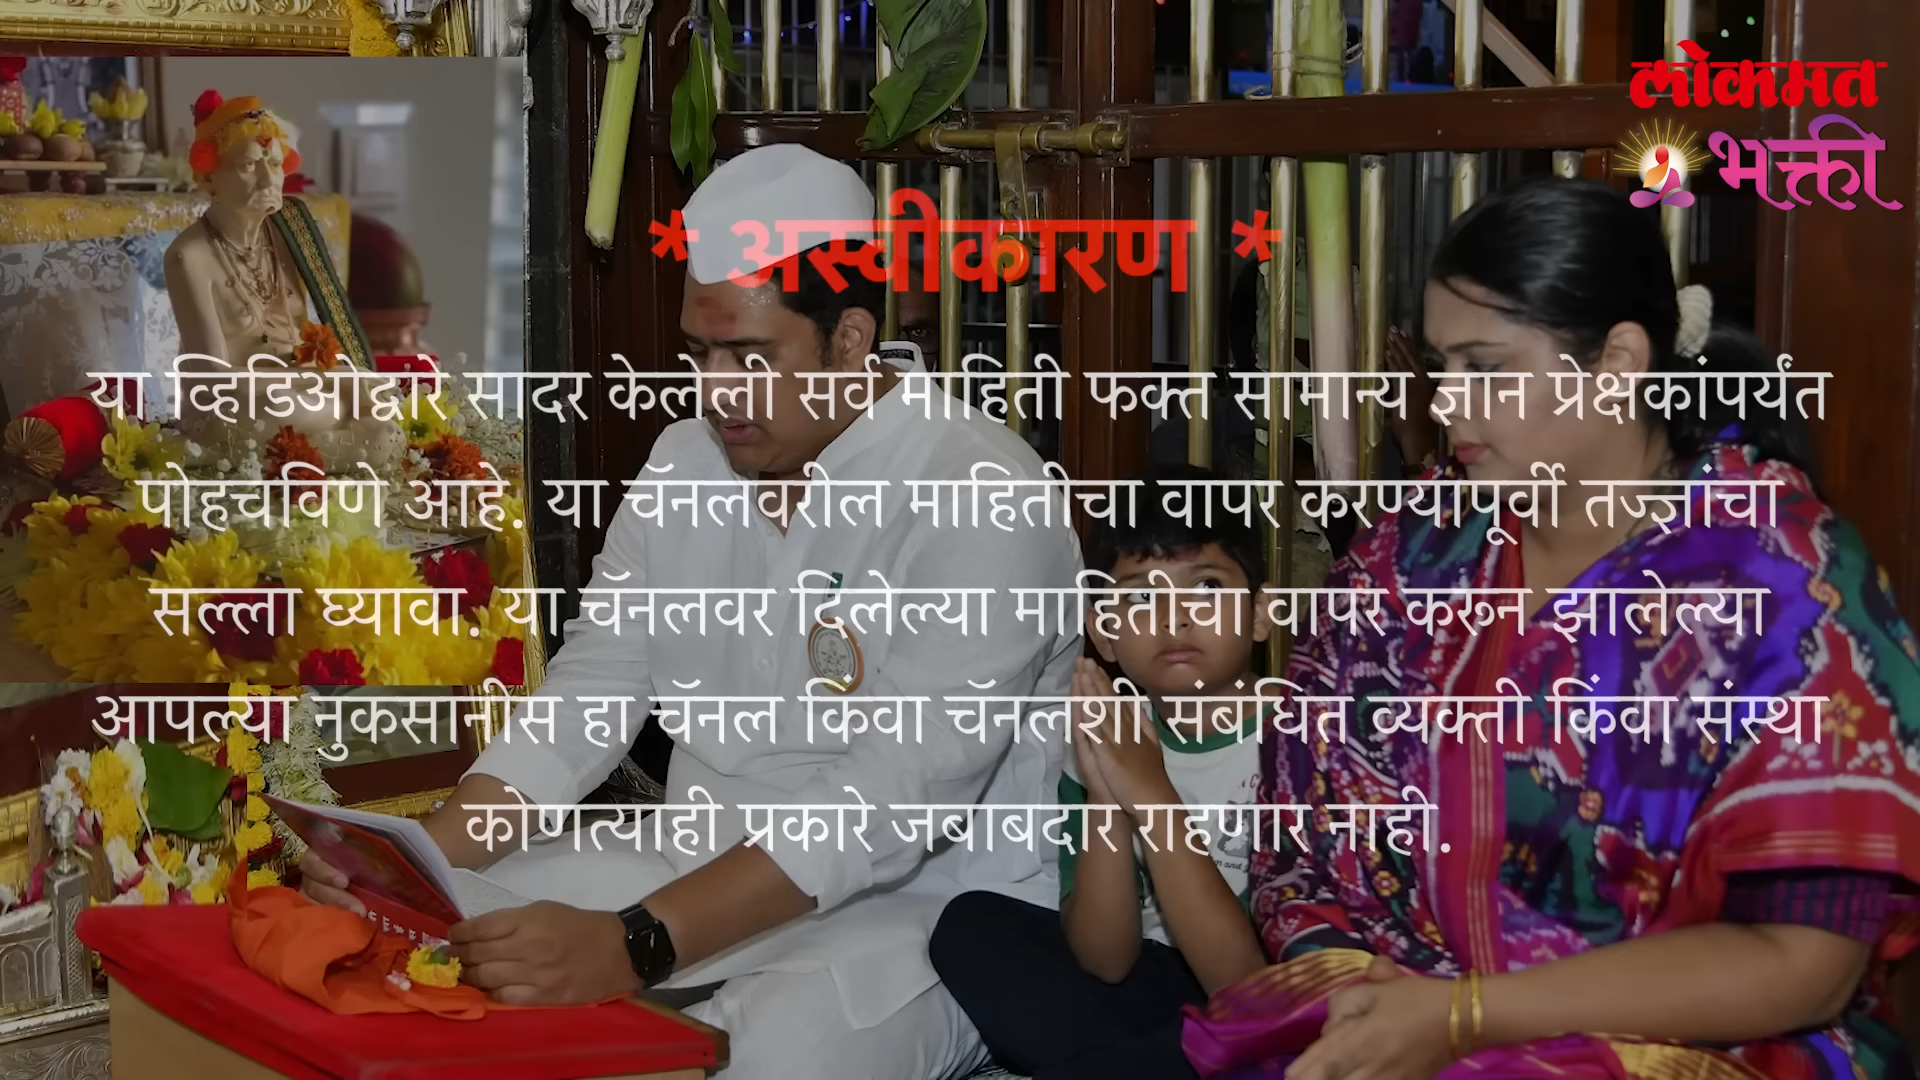 लोकमत
भक्ती
* अस्वीकारण *
या व्हिडिओद्वारे सादर केलेली सर्व माहिती फक्त सामान्य ज्ञान प्रेक्षकांपर्यंत
पोहचविणे आहे. या चॅनलवरील माहितीचा वापर करण्यापूर्वी तज्ज्ञांचा
सल्ला घ्यावा. या चॅनलवर दिलेल्या माहितीचा वापर करून झालेल्या
आपल्या नुकसानीस हा चॅनल किंवा चॅनलशी संबंधित व्यक्ती किंवा संस्था
कोणत्याही प्रकारे जबाबदार राहणार नाही.